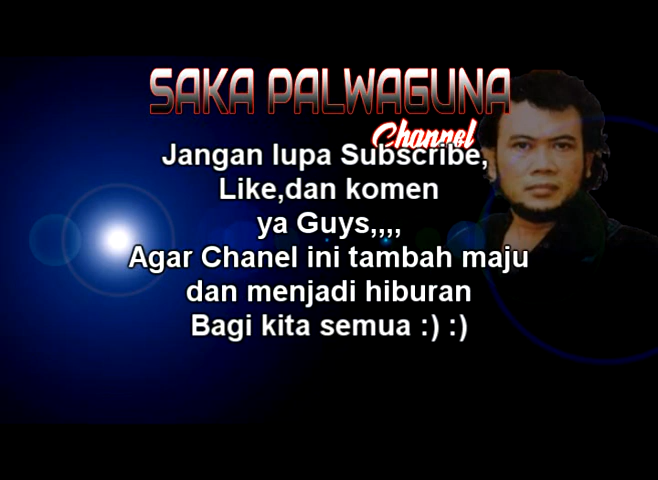 SAKA PALWAGUNA
Channel
Jangan lupa Subscribe,
Like,dan komen
ya Guys,,,,
Agar Chanel ini tambah maju
dan menjadi hiburan
Bagi kita semua :) :)